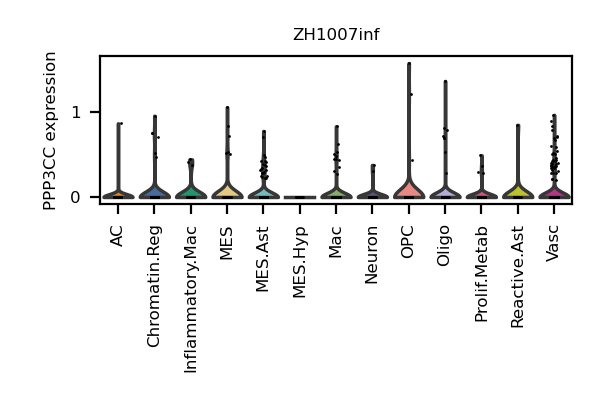 ZH1007inf
PPP3CC expression
1
0
AC
Chromatin.Reg
Inflammatory.Mac
MES
MES.Ast
MES.Hyp
Mac
Neuron
OPC
Oligo
Prolif.Metab
Reactive.Ast
Vasc